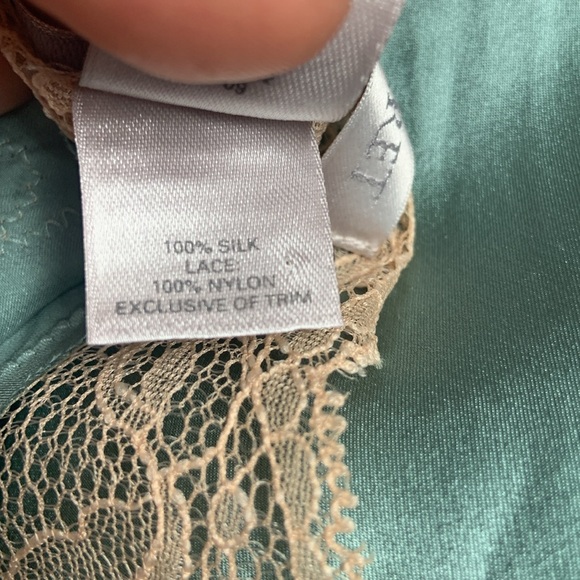 100% SILK
LACE:
100% NYLON
EXCLUSIVE OF TRIM